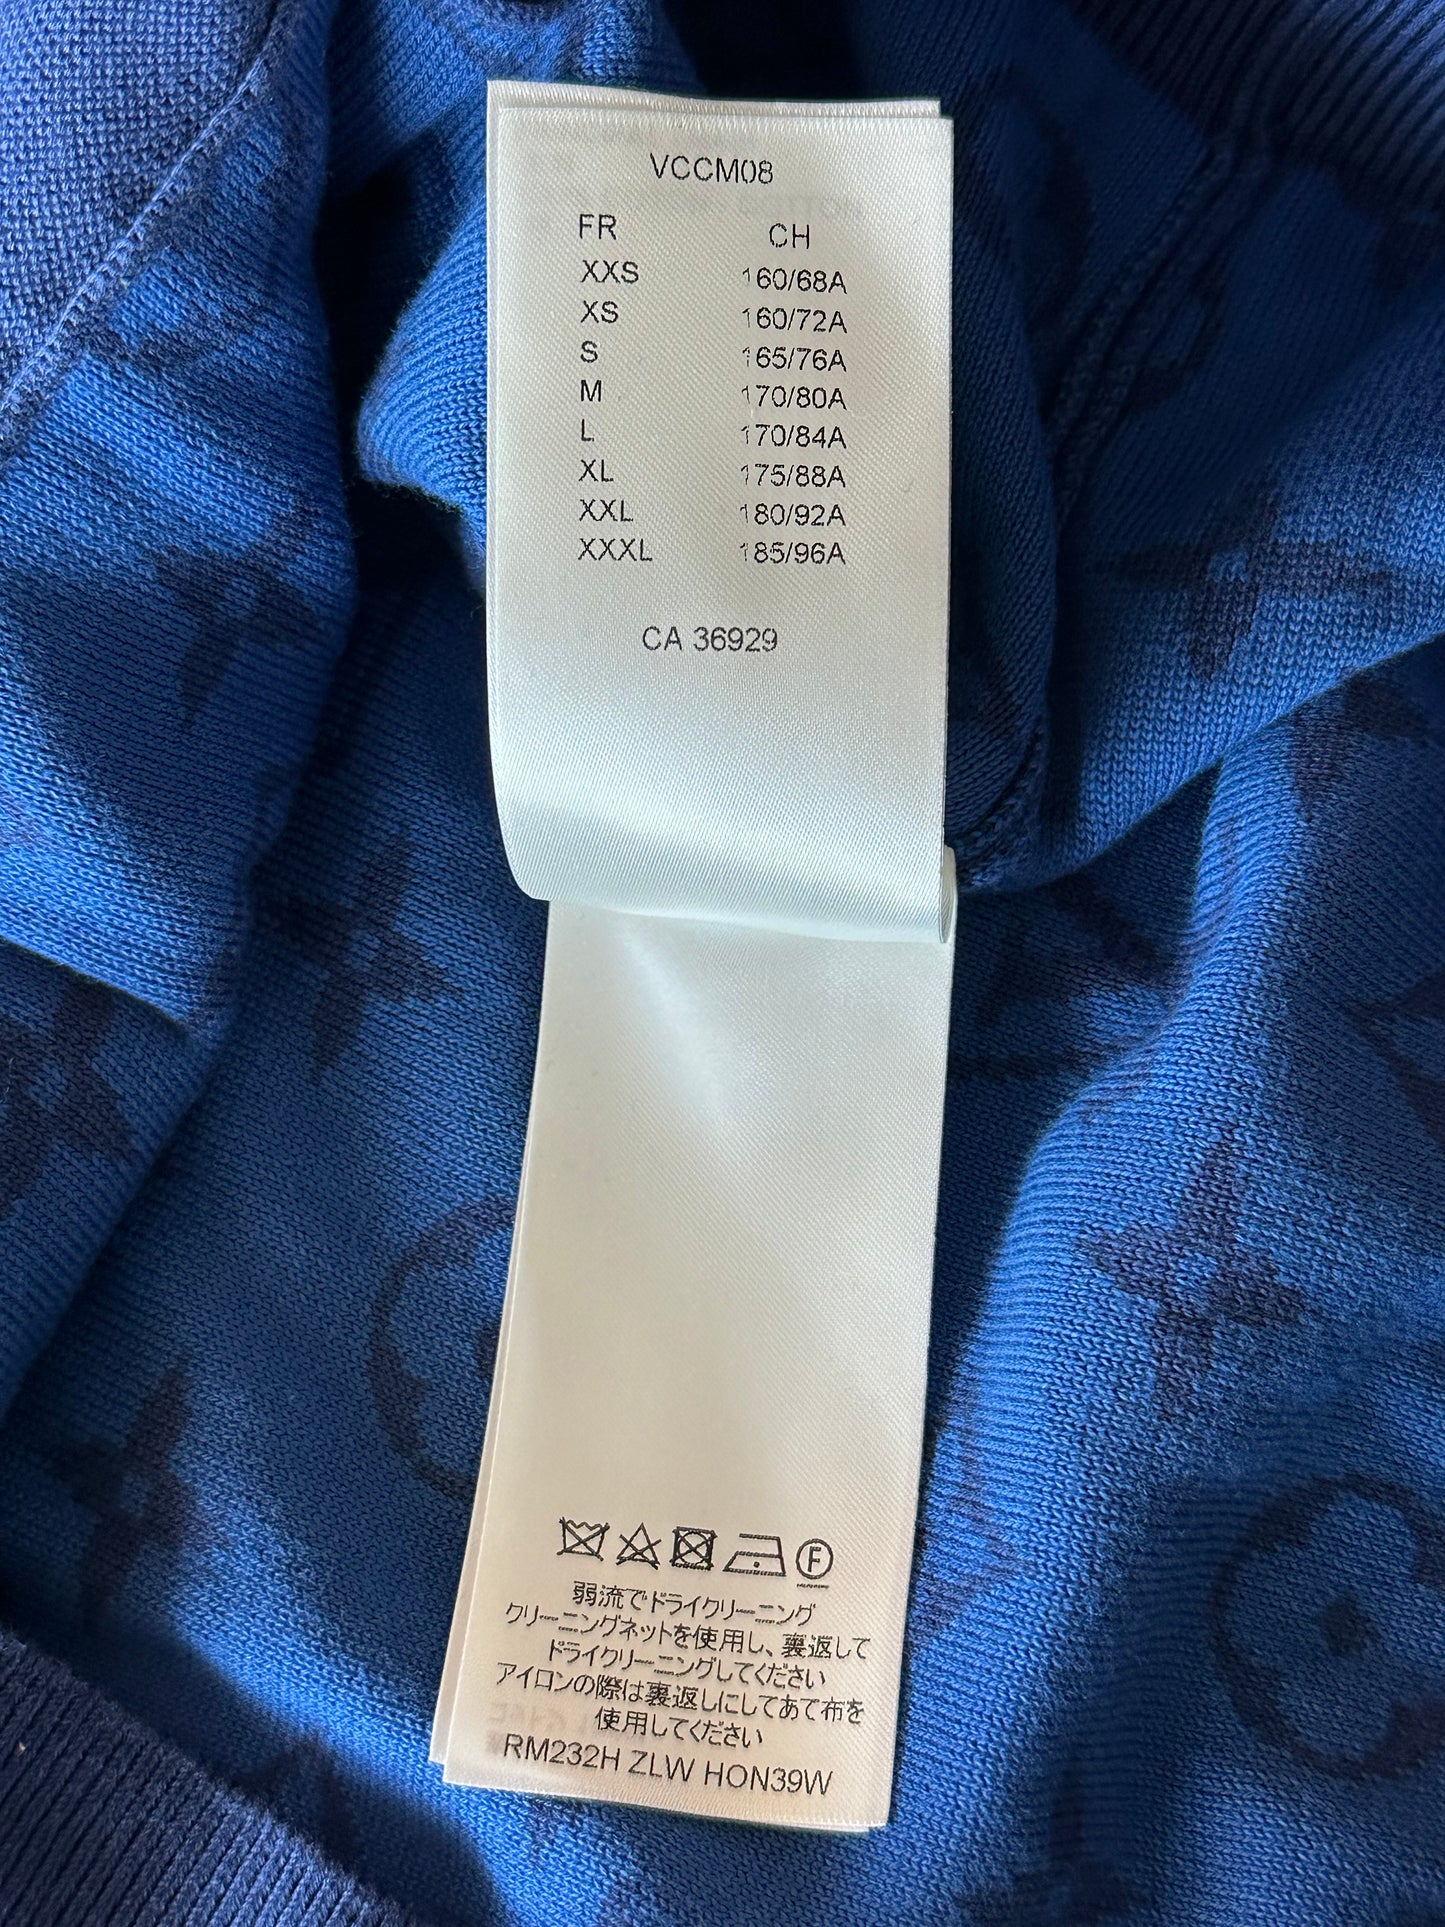 VCCM08
FR CH
XXS 160/68A
XS 160/72A
S 165/76A
M 170/80A
L 170/84A
XL 175/88A
XXL 180/92A
XXXL 185/96A
CA 36929
F
弱流でドライクリーニング
クリーニングネットを使用し、裏返して
ドライクリーニングしてください
アイロンの際は裏返しにしてあて布を
使用してください
RM232H ZLW HON39W